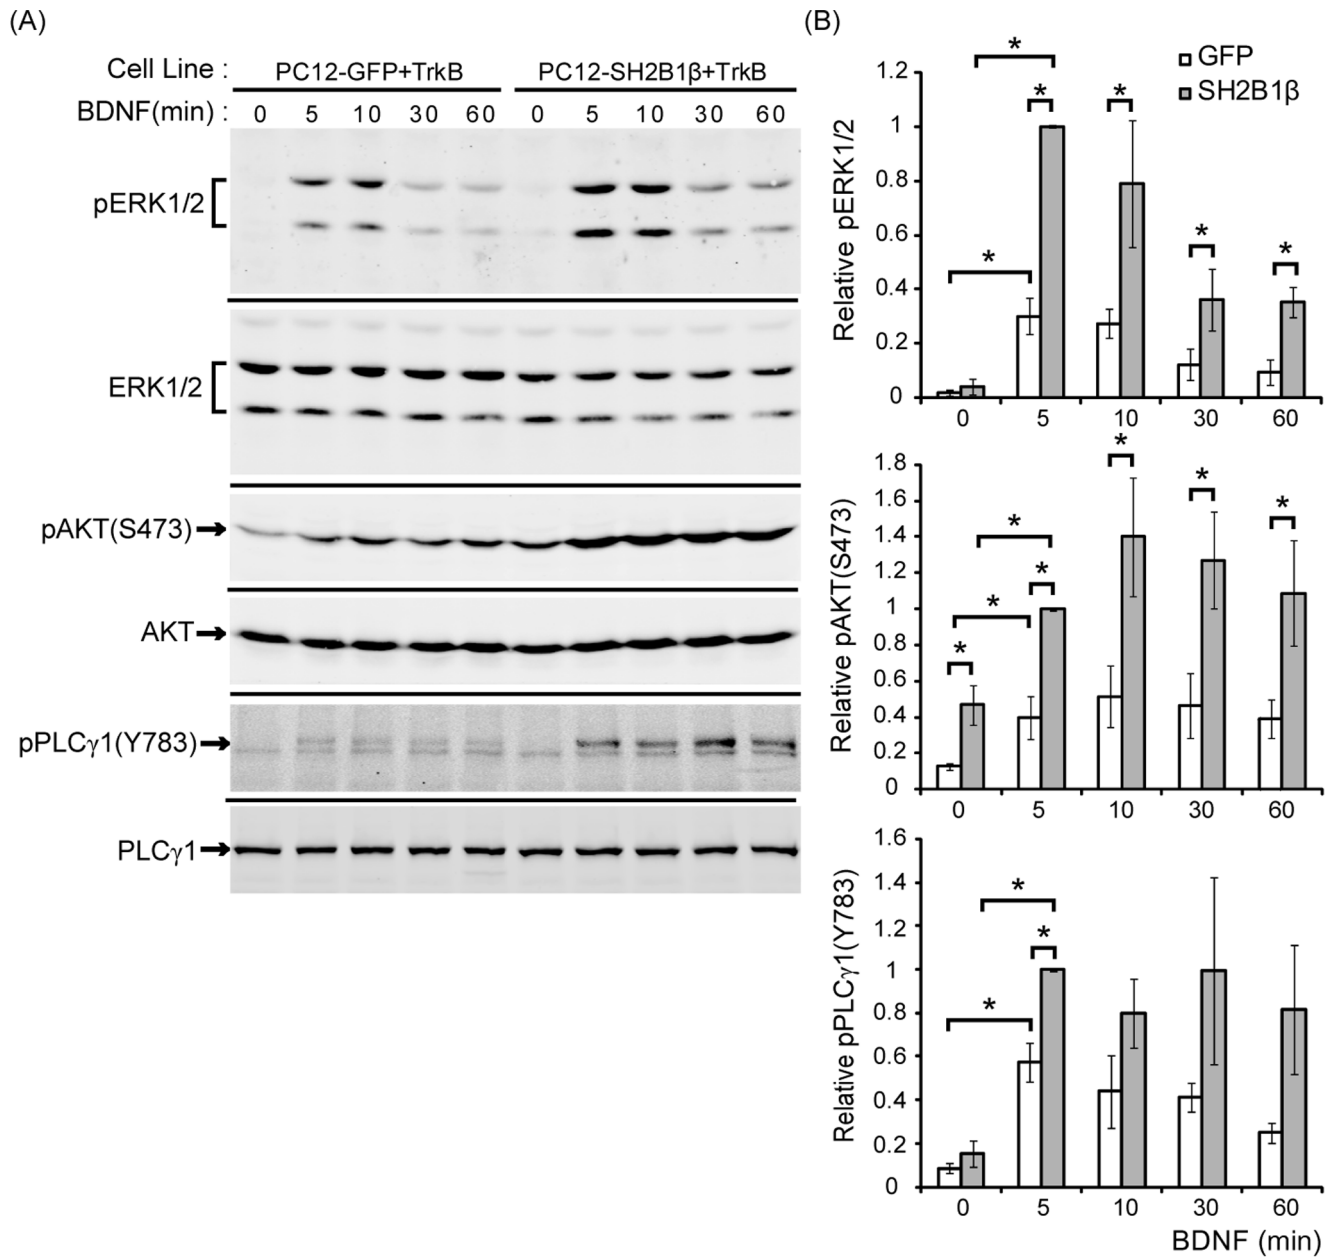 (A)
Cell Line : PC12-GFP+TrkB PC12-SH2B1β+TrkB
BDNF(min) : 0 5 10 30 60 0 5 10 30 60
pERK1/2
ERK1/2
pAKT(S473)
AKT
pPLCγ1(Y783)
PLCγ1
(B)
GFP
SH2B1β
Relative pERK1/2
1.2
1
0.8
0.6
0.4
0.2
0
* * * * * *
0 5 10 30 60
Relative pAKT(S473)
1.8
1.6
1.4
1.2
1
0.8
0.6
0.4
0.2
0
* * * * * * *
0 5 10 30 60
Relative pPLCγ1(Y783)
1.6
1.4
1.2
1
0.8
0.6
0.4
0.2
0
* * *
0 5 10 30 60
BDNF (min)